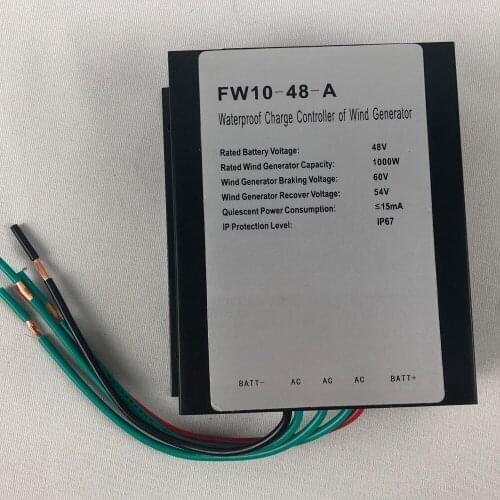 FW10-48-A
Waterproof Charge Controller of Wind Generator
Rated Battery Voltage: 48V
Rated Wind Generator Capacity: 1000W
Wind Generator Braking Voltage: 60V
Wind Generator Recover Voltage: 54V
Quiescent Power Consumption: ≤15mA
IP Protection Level: IP67
BATT- AC AC AC BATT+